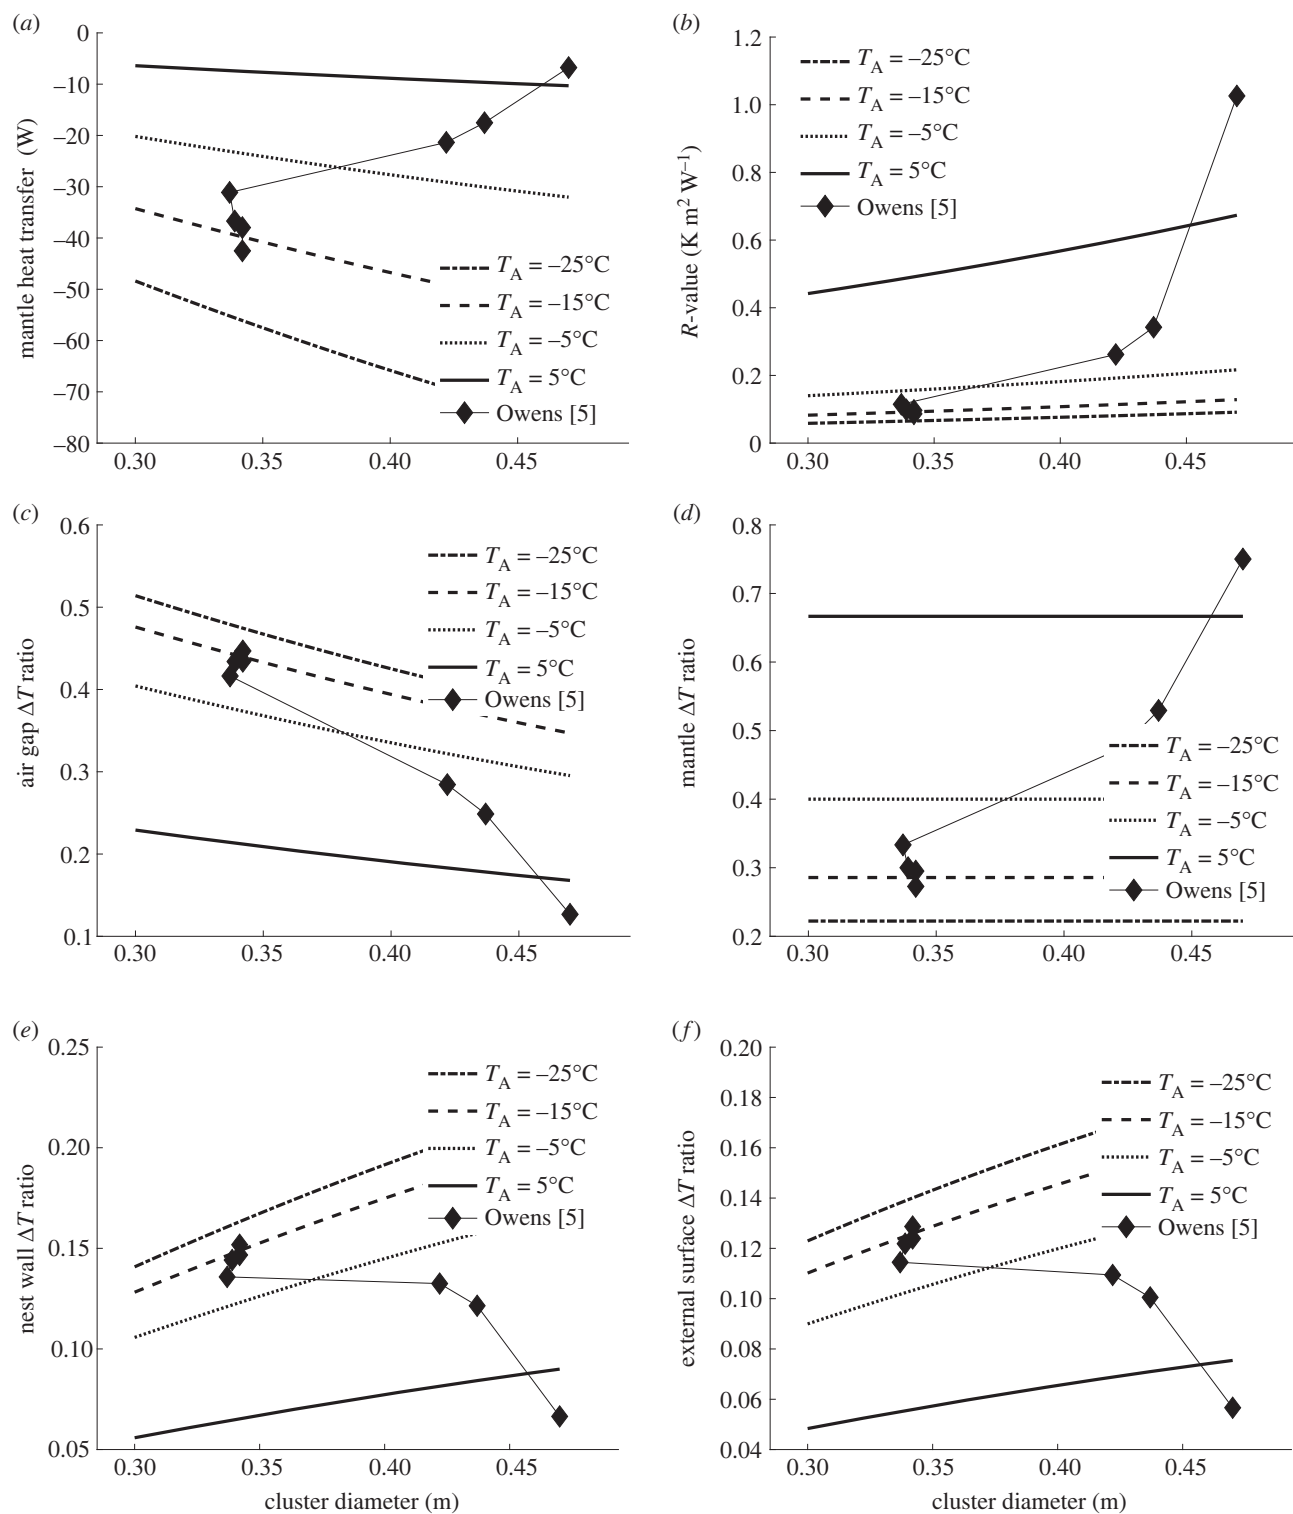 (a)
mantle heat transfer (W)
0
–10
–20
–30
–40
–50
–60
–70
–80
0.30 0.35 0.40 0.45
T_A = –25°C
T_A = –15°C
T_A = –5°C
T_A = 5°C
Owens [5]
(b)
R-value (K m² W⁻¹)
1.2
1.0
0.8
0.6
0.4
0.2
0
0.30 0.35 0.40 0.45
T_A = –25°C
T_A = –15°C
T_A = –5°C
T_A = 5°C
Owens [5]
(c)
air gap ΔT ratio
0.6
0.5
0.4
0.3
0.2
0.1
0.30 0.35 0.40 0.45
T_A = –25°C
T_A = –15°C
T_A = –5°C
T_A = 5°C
Owens [5]
(d)
mantle ΔT ratio
0.8
0.7
0.6
0.5
0.4
0.3
0.2
0.30 0.35 0.40 0.45
T_A = –25°C
T_A = –15°C
T_A = –5°C
T_A = 5°C
Owens [5]
(e)
nest wall ΔT ratio
0.25
0.20
0.15
0.10
0.05
0.30 0.35 0.40 0.45
cluster diameter (m)
T_A = –25°C
T_A = –15°C
T_A = –5°C
T_A = 5°C
Owens [5]
(f)
external surface ΔT ratio
0.20
0.18
0.16
0.14
0.12
0.10
0.08
0.06
0.04
0.30 0.35 0.40 0.45
cluster diameter (m)
T_A = –25°C
T_A = –15°C
T_A = –5°C
T_A = 5°C
Owens [5]